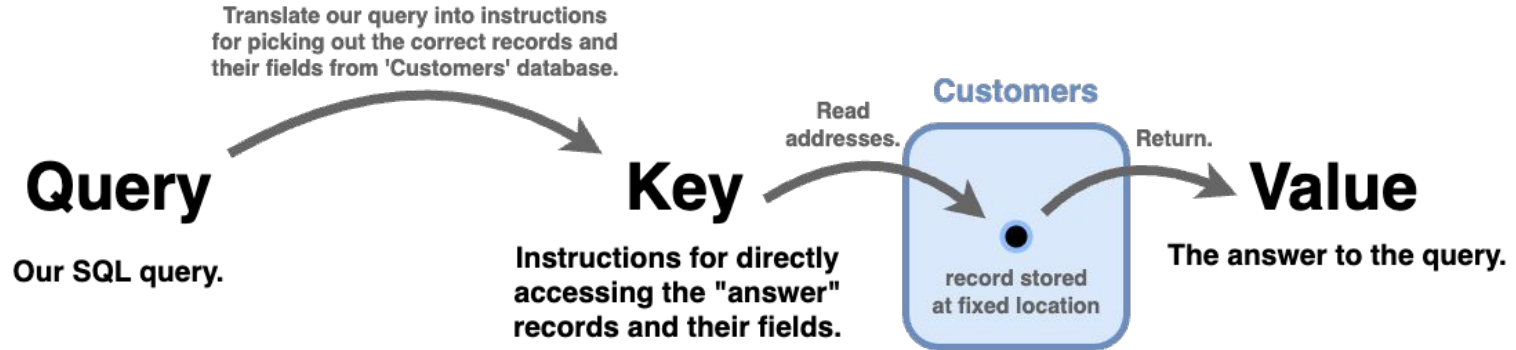 Translate our query into instructions
for picking out the correct records and
their fields from 'Customers' database.
Query
Our SQL query.
Key
Instructions for directly
accessing the "answer"
records and their fields.
Read
addresses.
Customers
record stored
at fixed location
Return.
Value
The answer to the query.